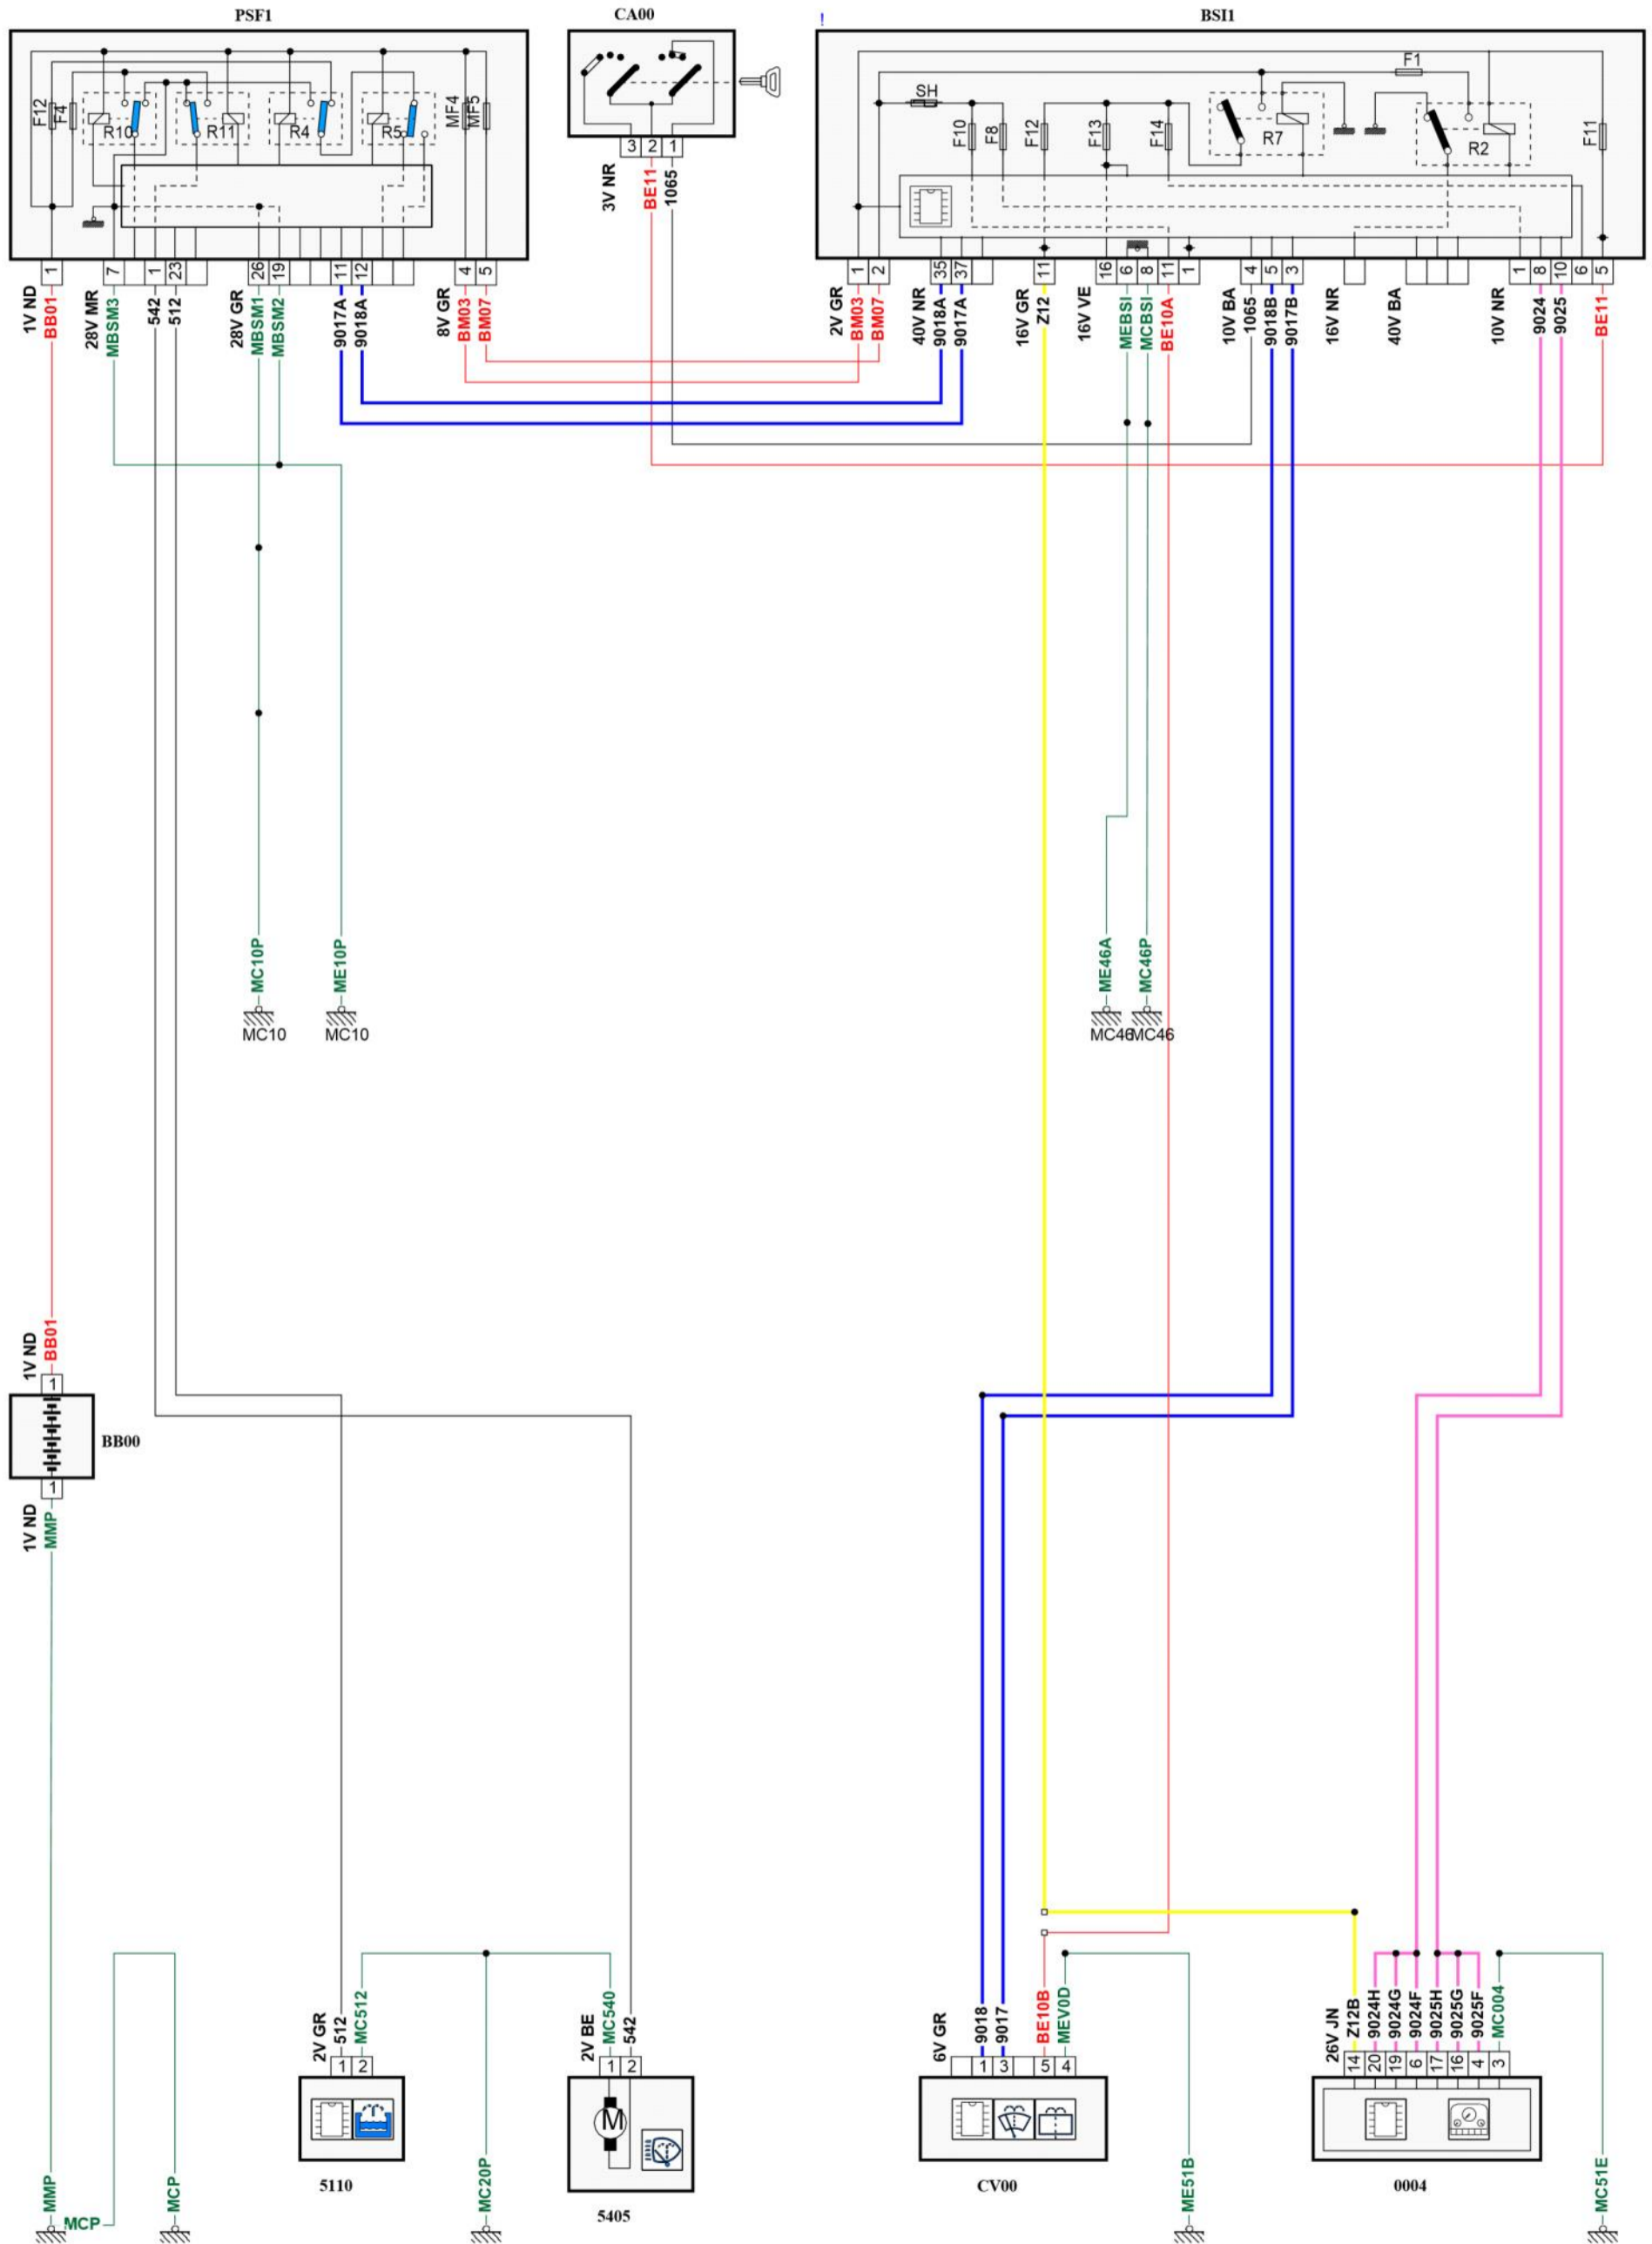 PSF1
CA00
!
BSI1
F12
F4
R10
R11
R4
R5
MF4
MF5
SH
F10
F8
F12
F13
F14
R7
F1
R2
F11
3 2 1
3V NR
BE11
1065
1 7 1 23 26 19 11 12 4 5
1V ND
BB01
28V MR
MBSM3
542
512
28V GR
MBSM1
MBSM2
9017A
9018A
8V GR
BM03
BM07
1 2 35 37 11 16 6 8 11 1 4 5 3 1 8 10 6 5
2V GR
BM03
BM07
40V NR
9018A
9017A
16V GR
Z12
16V VE
MEBSI
MCBSI
BE10A
10V BA
1065
9018B
9017B
16V NR
40V BA
10V NR
9024
9025
BE11
MC10P
ME10P
MC10
MC10
ME46A
MC46P
MC46
MC46
1V ND
BB01
1
BB00
1
1V ND
MMP
2V GR
512
MC512
1 2
5110
2V BE
MC540
542
1 2
M
5405
6V GR
9018
9017
BE10B
MEV0D
1 3 5 4
CV00
26V JN
Z12B
9024H
9024G
9024F
9025H
9025G
9025F
MC004
14 20 19 6 17 16 4 3
0004
MMP
MCP
MCP
MC20P
ME51B
MC51E